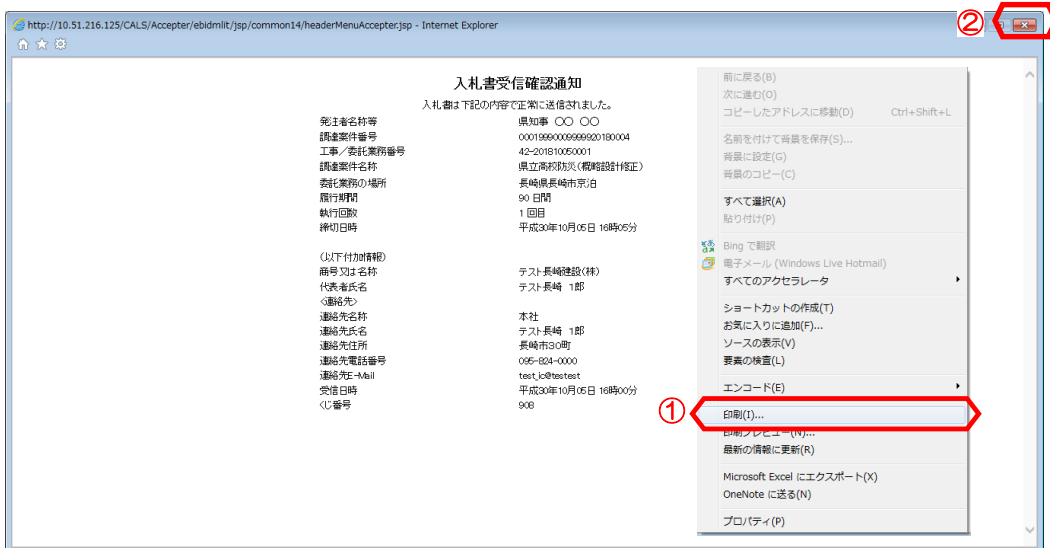 http://10.51.216.125/CALS/Accepter/ebidmlit/jsp/common14/headerMenuAccepter.jsp - Internet Explorer
②
入札書受信確認通知
入札書は下記の内容で正常に送信されました。
発注者名称等 県知事 〇〇 〇〇
調達案件番号 00019990009999920180004
工事／委託業務番号 42-201810050001
調達案件名称 県立高校防災(概略設計修正)
委託業務の場所 長崎県長崎市京泊
履行期間 90 日間
執行回数 1 回目
締切日時 平成30年10月05日 16時05分
(以下付加情報)
商号又は名称 テスト長崎建設(株)
代表者氏名 テスト長崎 1郎
<連絡先>
連絡先名称 本社
連絡先氏名 テスト長崎 1郎
連絡先住所 長崎市30町
連絡先電話番号 095-824-0000
連絡先E-Mail test_ic@testest
受信日時 平成30年10月05日 16時00分
くじ番号 908
前に戻る(B)
次に進む(O)
コピーしたアドレスに移動(D) Ctrl+Shift+L
名前を付けて背景を保存(S)...
背景に設定(G)
背景のコピー(C)
すべて選択(A)
貼り付け(P)
Bing で翻訳
電子メール (Windows Live Hotmail)
すべてのアクセラレータ
ショートカットの作成(T)
お気に入りに追加(F)...
ソースの表示(V)
要素の検査(L)
エンコード(E)
①
印刷(I)...
印刷プレビュー(N)...
最新の情報に更新(R)
Microsoft Excel にエクスポート(X)
OneNote に送る(N)
プロパティ(P)